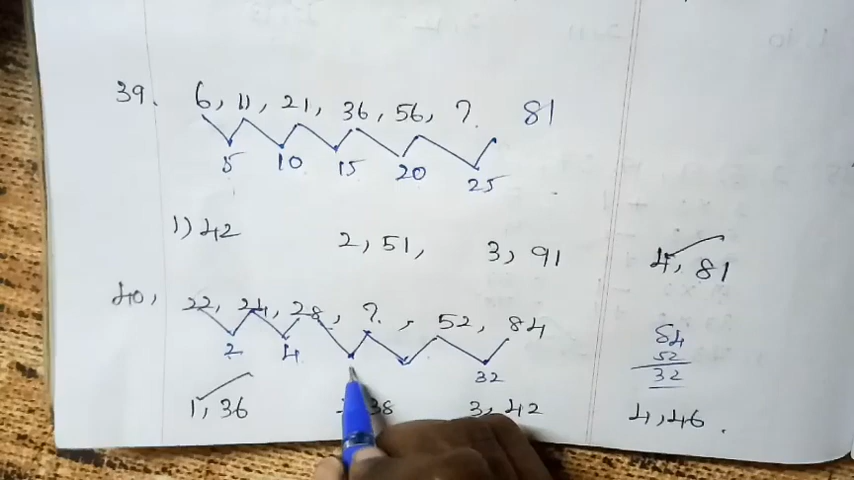 39. 6, 11, 21, 36, 56, ? 81
5 10 15 20 25
1) 42 2, 51, 3, 91 4, 81
40, 22, 24, 28, ?, 52, 84
2 4 32
84
52
32
1, 36 38 3, 42 4, 46.